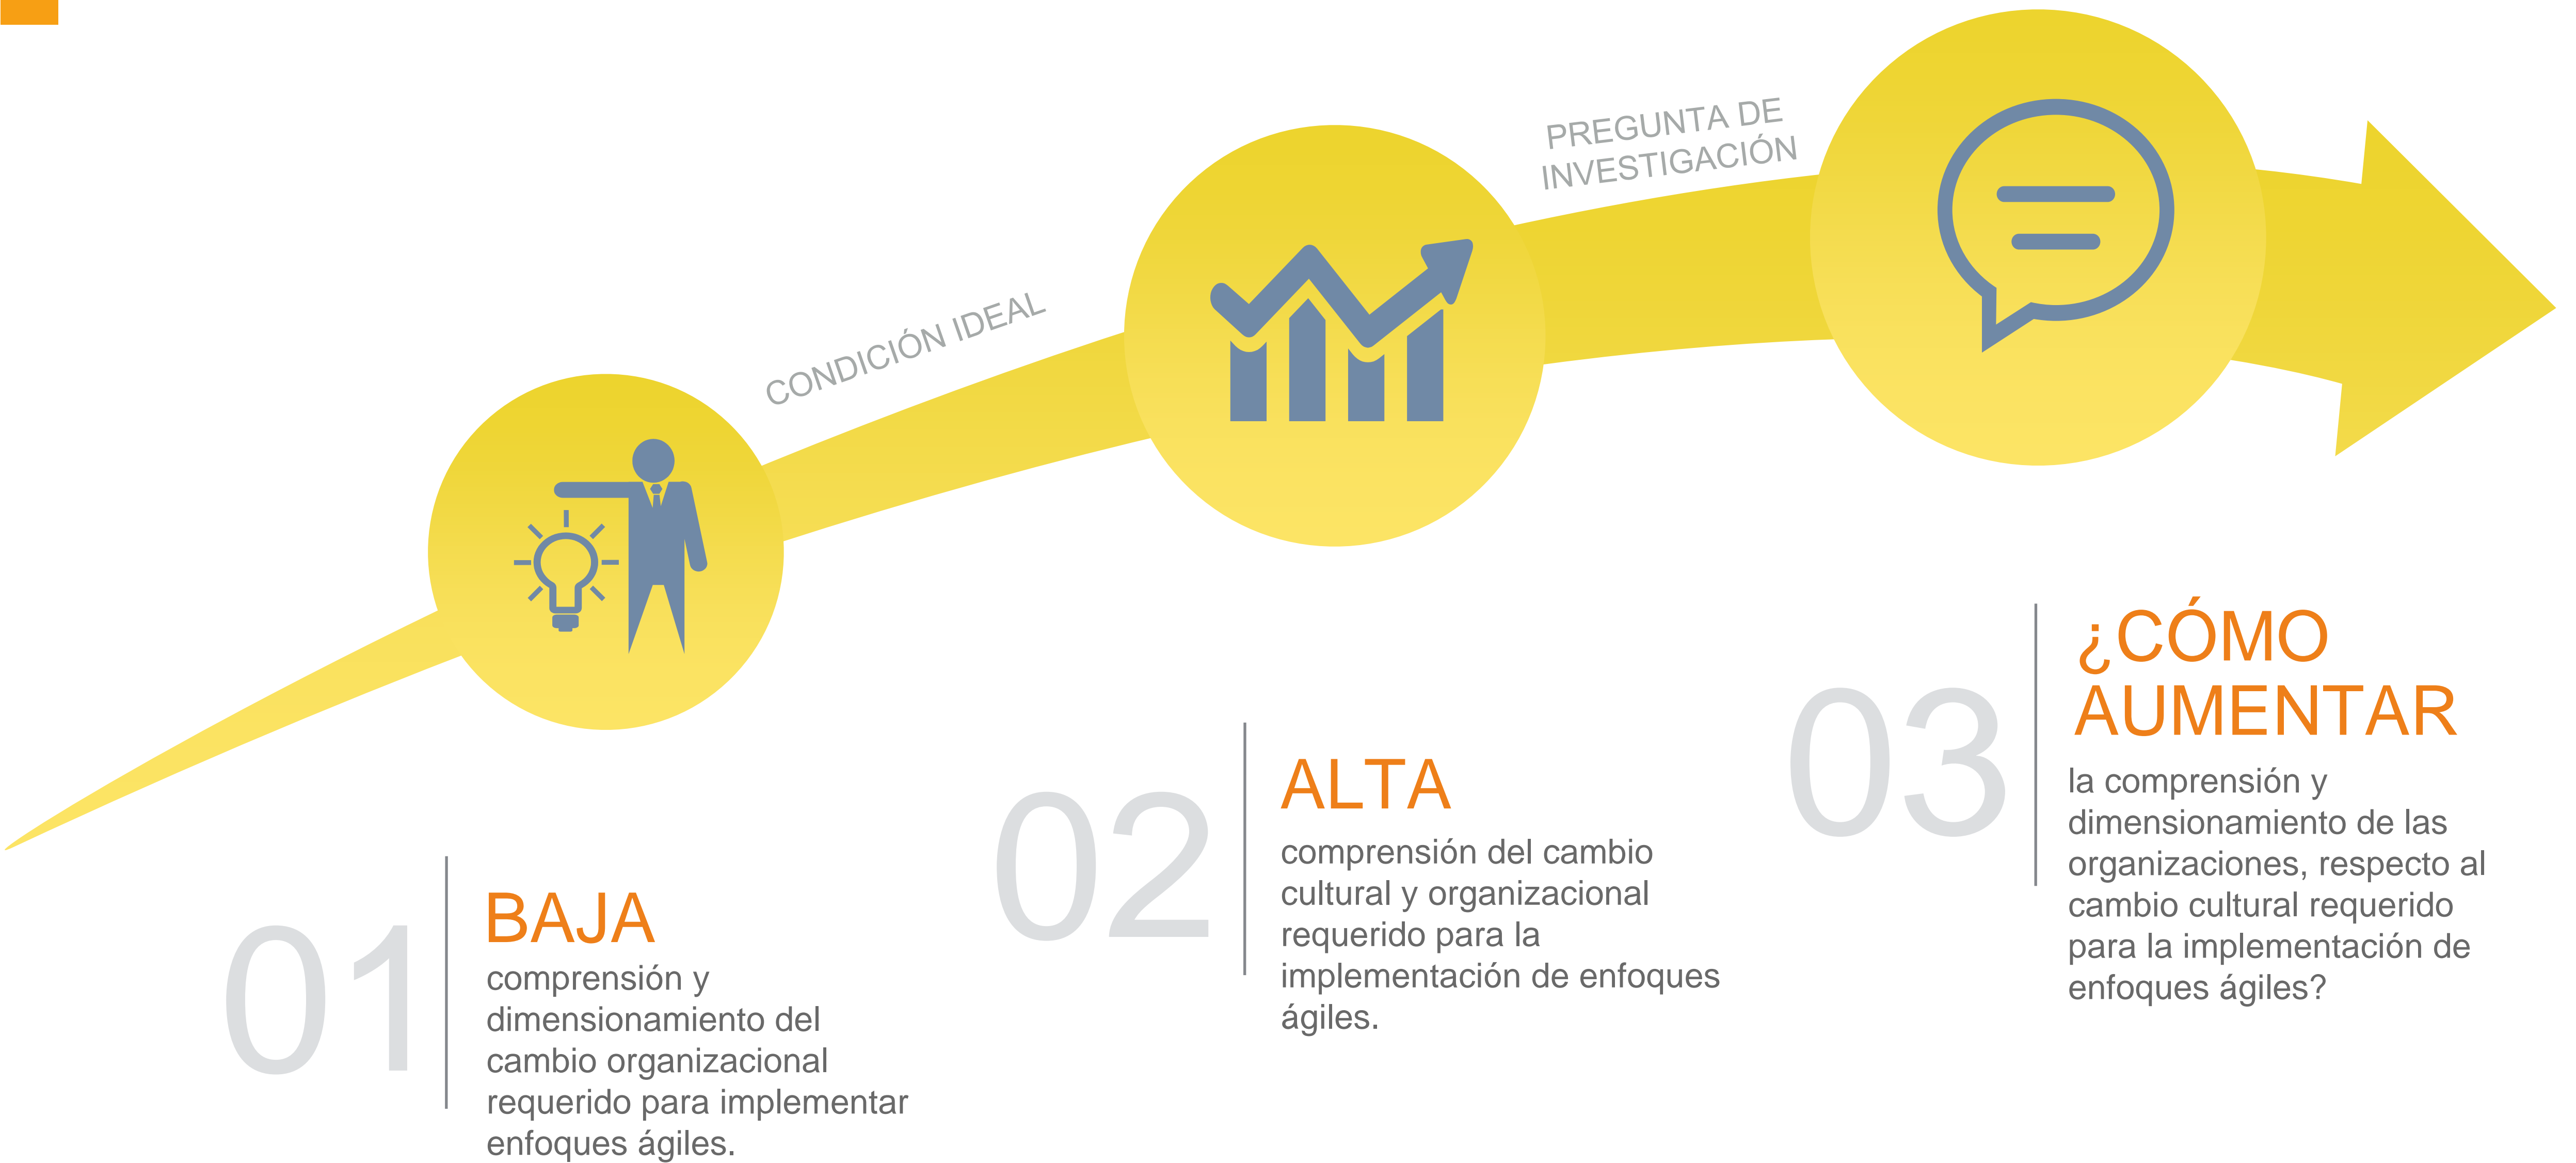 CONDICIÓN IDEAL
PREGUNTA DE
INVESTIGACIÓN
01
BAJA
comprensión y
dimensionamiento del
cambio organizacional
requerido para implementar
enfoques ágiles.
02
ALTA
comprensión del cambio
cultural y organizacional
requerido para la
implementación de enfoques
ágiles.
03
¿CÓMO
AUMENTAR
la comprensión y
dimensionamiento de las
organizaciones, respecto al
cambio cultural requerido
para la implementación de
enfoques ágiles?